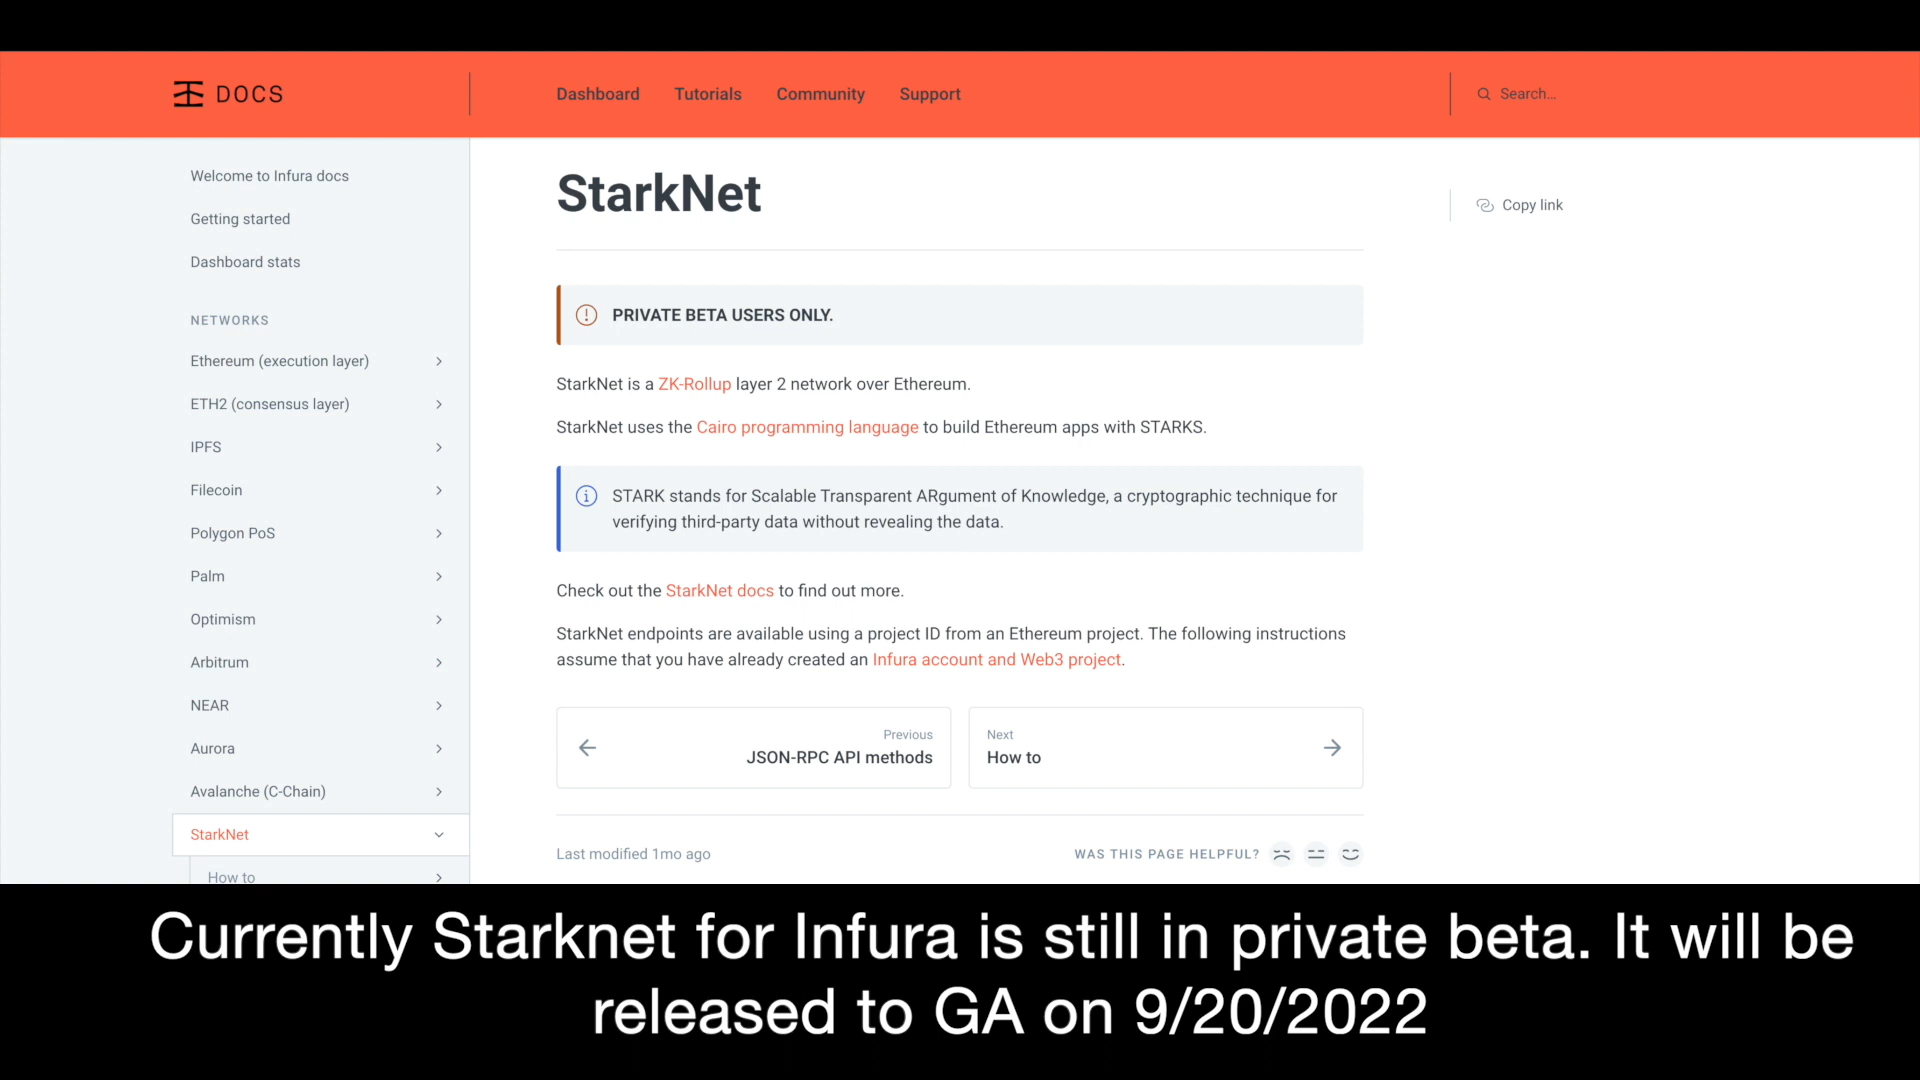 DOCS
Dashboard
Tutorials
Community
Support
Search...
Welcome to Infura docs
Getting started
Dashboard stats
NETWORKS
Ethereum (execution layer)
ETH2 (consensus layer)
IPFS
Filecoin
Polygon PoS
Palm
Optimism
Arbitrum
NEAR
Aurora
Avalanche (C-Chain)
StarkNet
How to
StarkNet
Copy link
PRIVATE BETA USERS ONLY.
StarkNet is a ZK-Rollup layer 2 network over Ethereum.
StarkNet uses the Cairo programming language to build Ethereum apps with STARKS.
STARK stands for Scalable Transparent ARgument of Knowledge, a cryptographic technique for
verifying third-party data without revealing the data.
Check out the StarkNet docs to find out more.
StarkNet endpoints are available using a project ID from an Ethereum project. The following instructions
assume that you have already created an Infura account and Web3 project.
Previous
JSON-RPC API methods
Next
How to
Last modified 1mo ago
WAS THIS PAGE HELPFUL?
Currently Starknet for Infura is still in private beta. It will be
released to GA on 9/20/2022